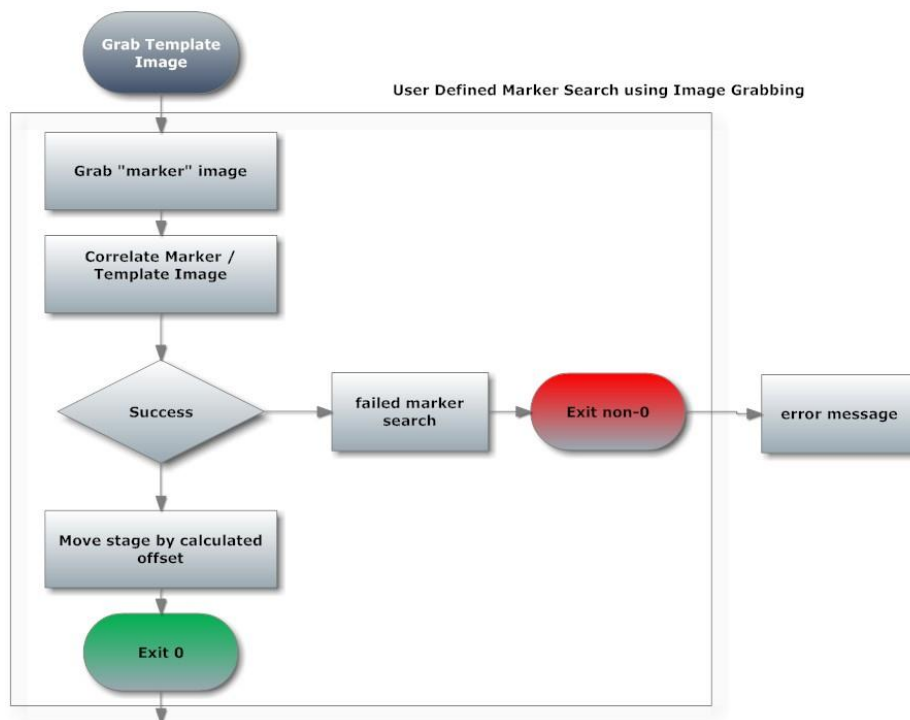 Grab Template
Image
User Defined Marker Search using Image Grabbing
Grab "marker" image
Correlate Marker /
Template Image
Success
failed marker
search
Exit non-0
error message
Move stage by calculated
offset
Exit 0